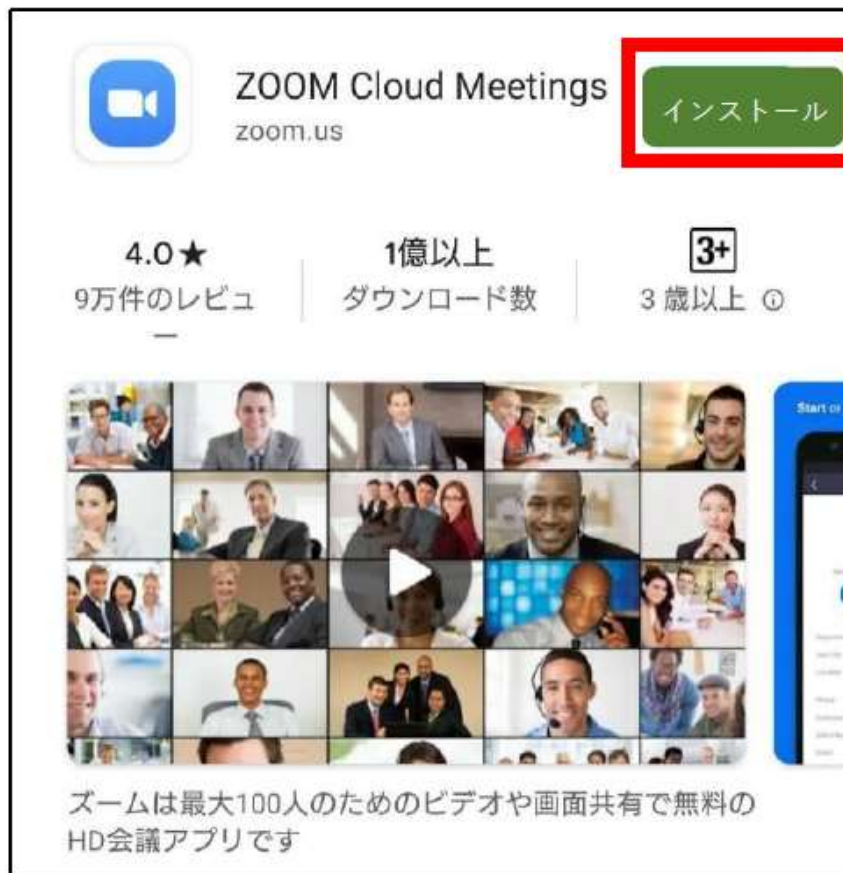 ZOOM Cloud Meetings
zoom.us
インストール
4.0★
9万件のレビュ
ー
1億以上
ダウンロード数
3+
3 歳以上
Start or
ズームは最大100人のためのビデオや画面共有で無料の
HD会議アプリです